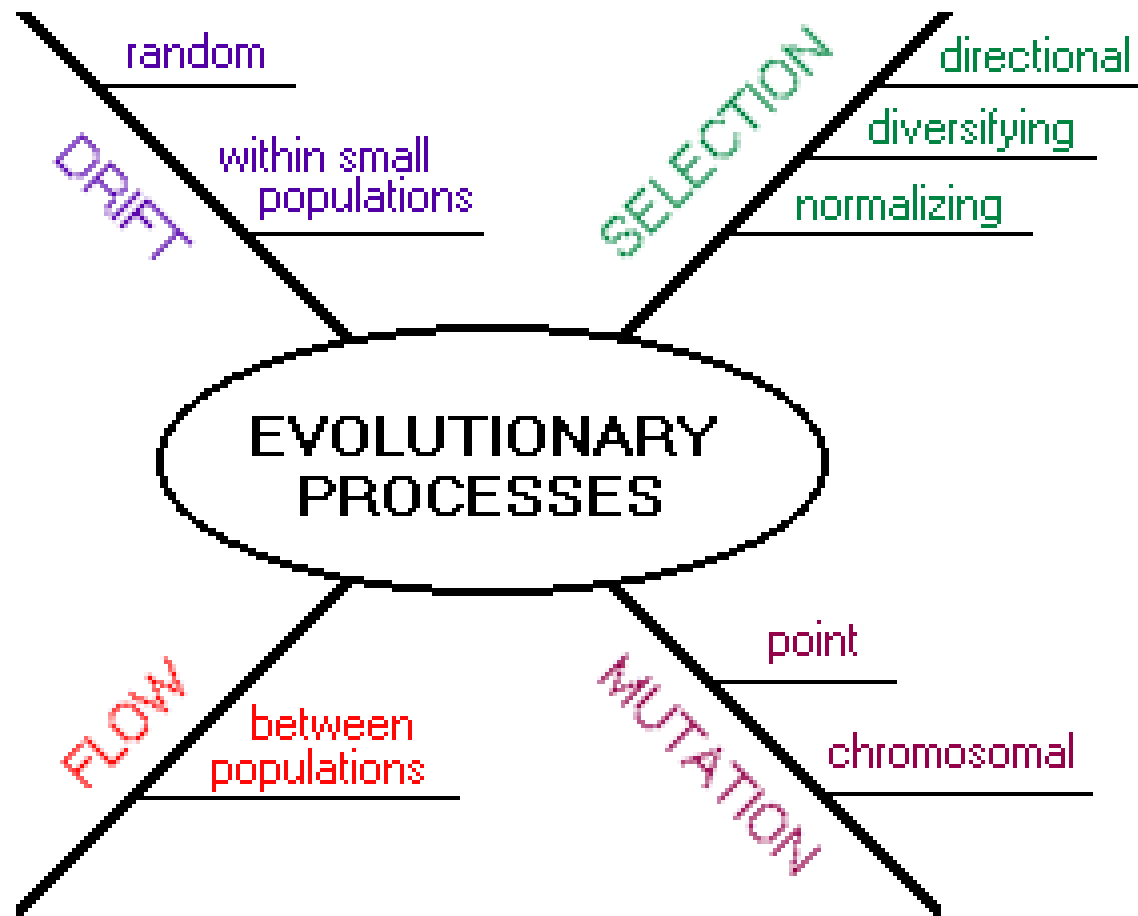 DRIFT
random
within small
populations
SELECTION
directional
diversifying
normalizing
EVOLUTIONARY
PROCESSES
FLOW
between
populations
MUTATION
point
chromosomal